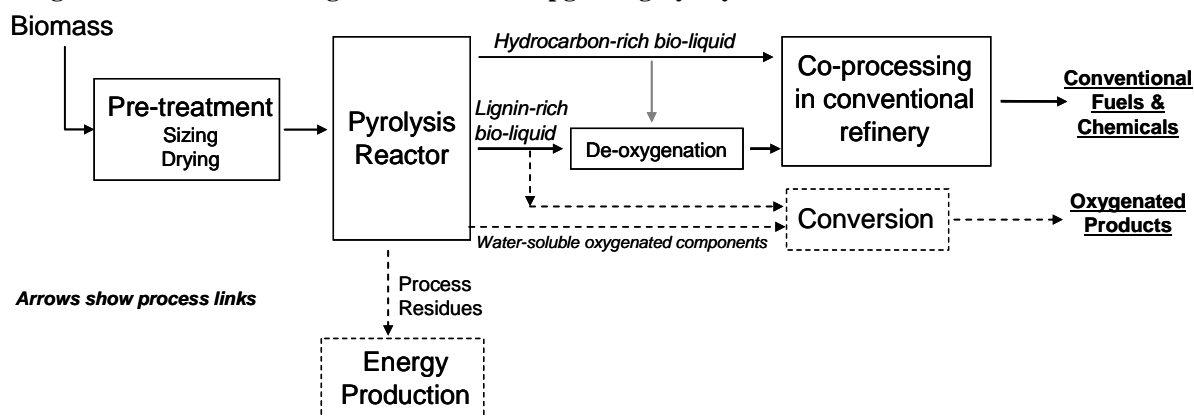 Biomass
Pre-treatment
Sizing
Drying
Pyrolysis
Reactor
Hydrocarbon-rich bio-liquid
Lignin-rich
bio-liquid
De-oxygenation
Co-processing
in conventional
refinery
Conventional
Fuels &
Chemicals
Conversion
Oxygenated
Products
Water-soluble oxygenated components
Process
Residues
Arrows show process links
Energy
Production